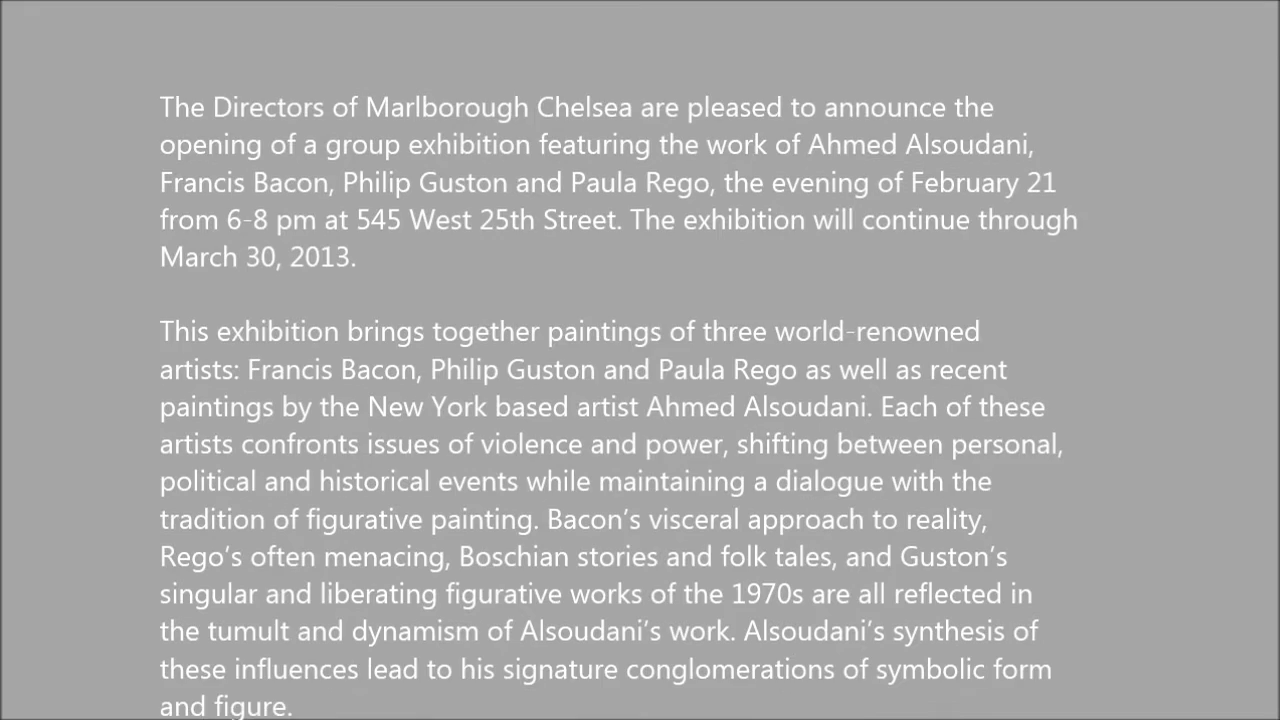 The Directors of Marlborough Chelsea are pleased to announce the
opening of a group exhibition featuring the work of Ahmed Alsoudani,
Francis Bacon, Philip Guston and Paula Rego, the evening of February 21
from 6-8 pm at 545 West 25th Street. The exhibition will continue through
March 30, 2013.
This exhibition brings together paintings of three world-renowned
artists: Francis Bacon, Philip Guston and Paula Rego as well as recent
paintings by the New York based artist Ahmed Alsoudani. Each of these
artists confronts issues of violence and power, shifting between personal,
political and historical events while maintaining a dialogue with the
tradition of figurative painting. Bacon’s visceral approach to reality,
Rego’s often menacing, Boschian stories and folk tales, and Guston’s
singular and liberating figurative works of the 1970s are all reflected in
the tumult and dynamism of Alsoudani’s work. Alsoudani’s synthesis of
these influences lead to his signature conglomerations of symbolic form
and figure.